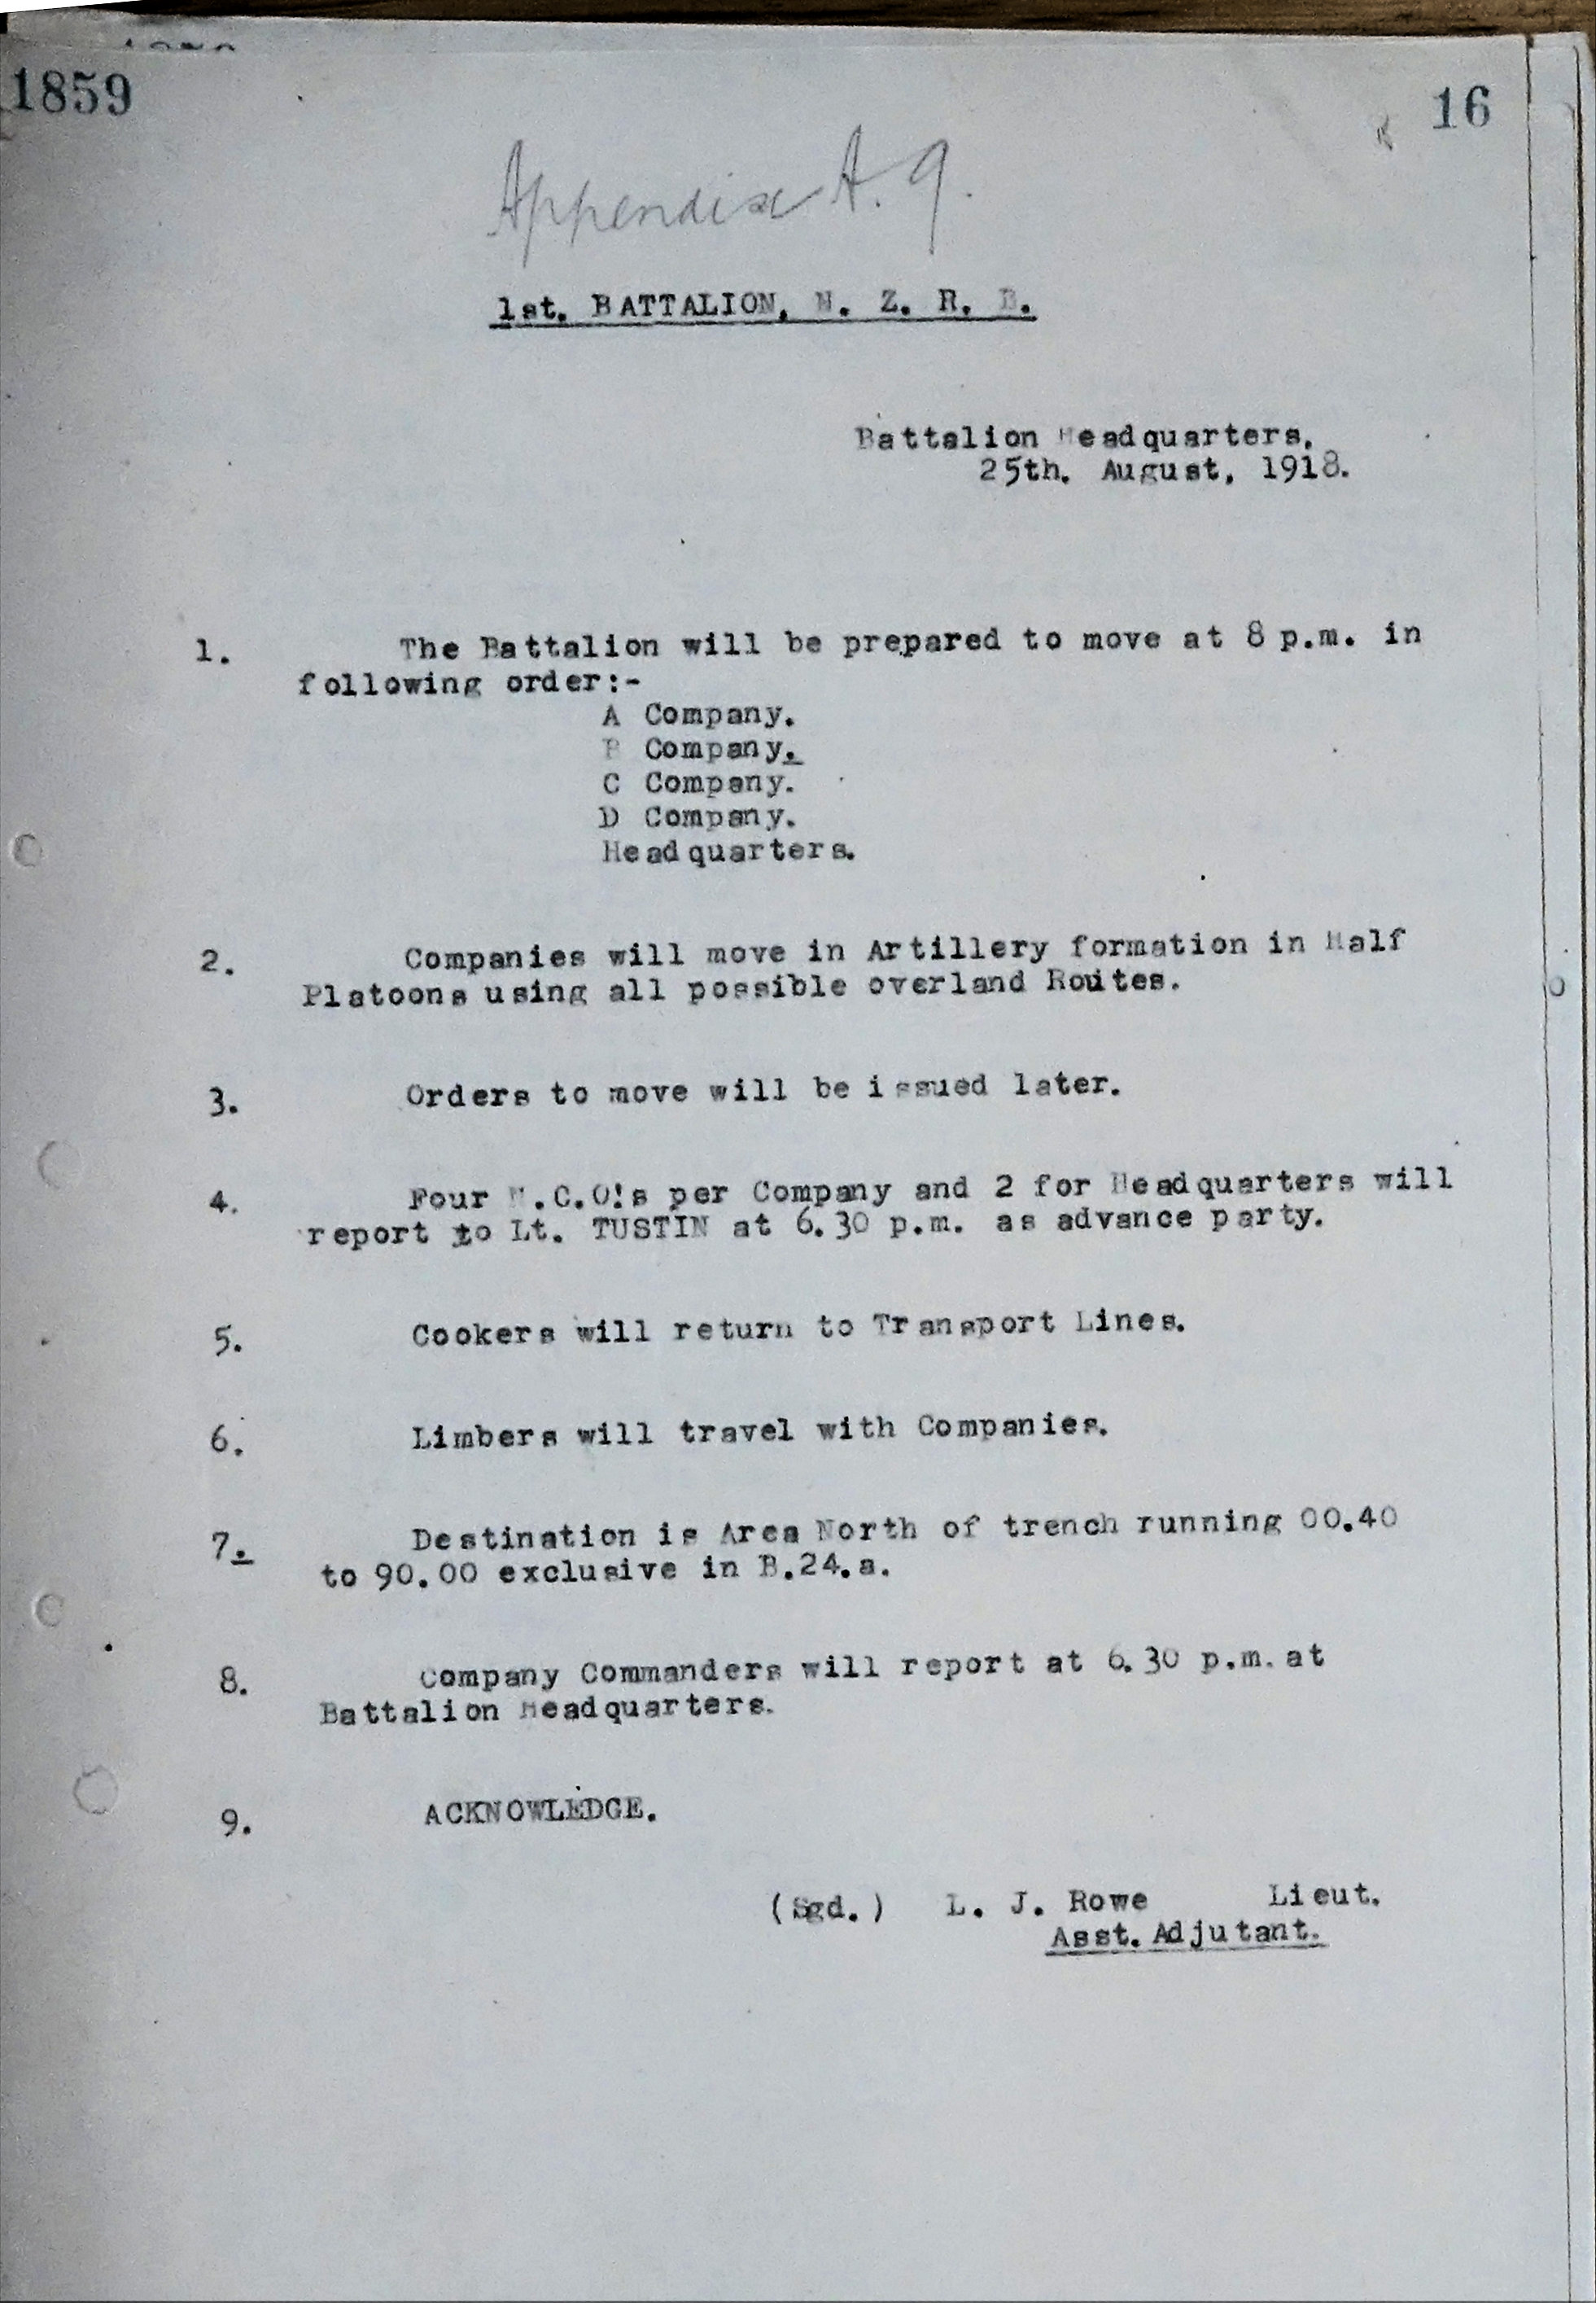 1859
16
Appendix A.9.
1st. BATTALION, N. Z. R. B.
Battalion Headquarters.
25th. August, 1918.
1. The Battalion will be prepared to move at 8 p.m. in
following order:-
A Company.
B Company.
C Company.
D Company.
Headquarters.
2. Companies will move in Artillery formation in Half
Platoons using all possible overland Routes.
3. Orders to move will be issued later.
4. Four N.C.O!s per Company and 2 for Headquarters will
report to Lt. TUSTIN at 6.30 p.m. as advance party.
5. Cookers will return to Transport Lines.
6. Limbers will travel with Companies.
7. Destination is Area North of trench running 00.40
to 90.00 exclusive in B.24.a.
8. Company Commanders will report at 6.30 p.m. at
Battalion Headquarters.
9. ACKNOWLEDGE.
(Sgd.) L. J. Rowe Lieut.
Asst. Adjutant.